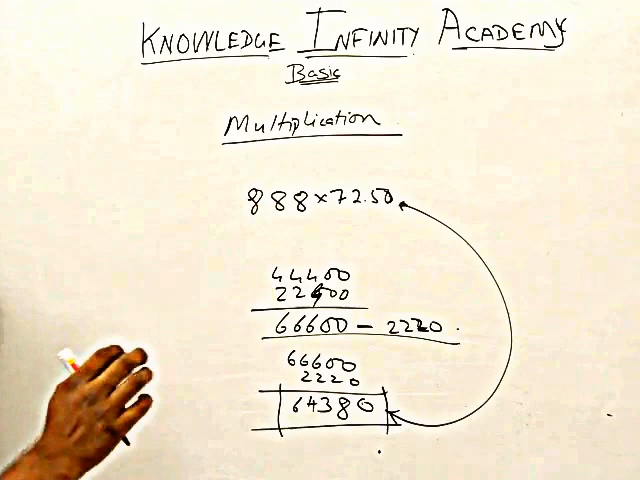 KNOWLEDGE INFINITY ACADEMY
Basic
Multiplication
888×72.50
44400
22200
66600 - 2220
66600
2220
64380